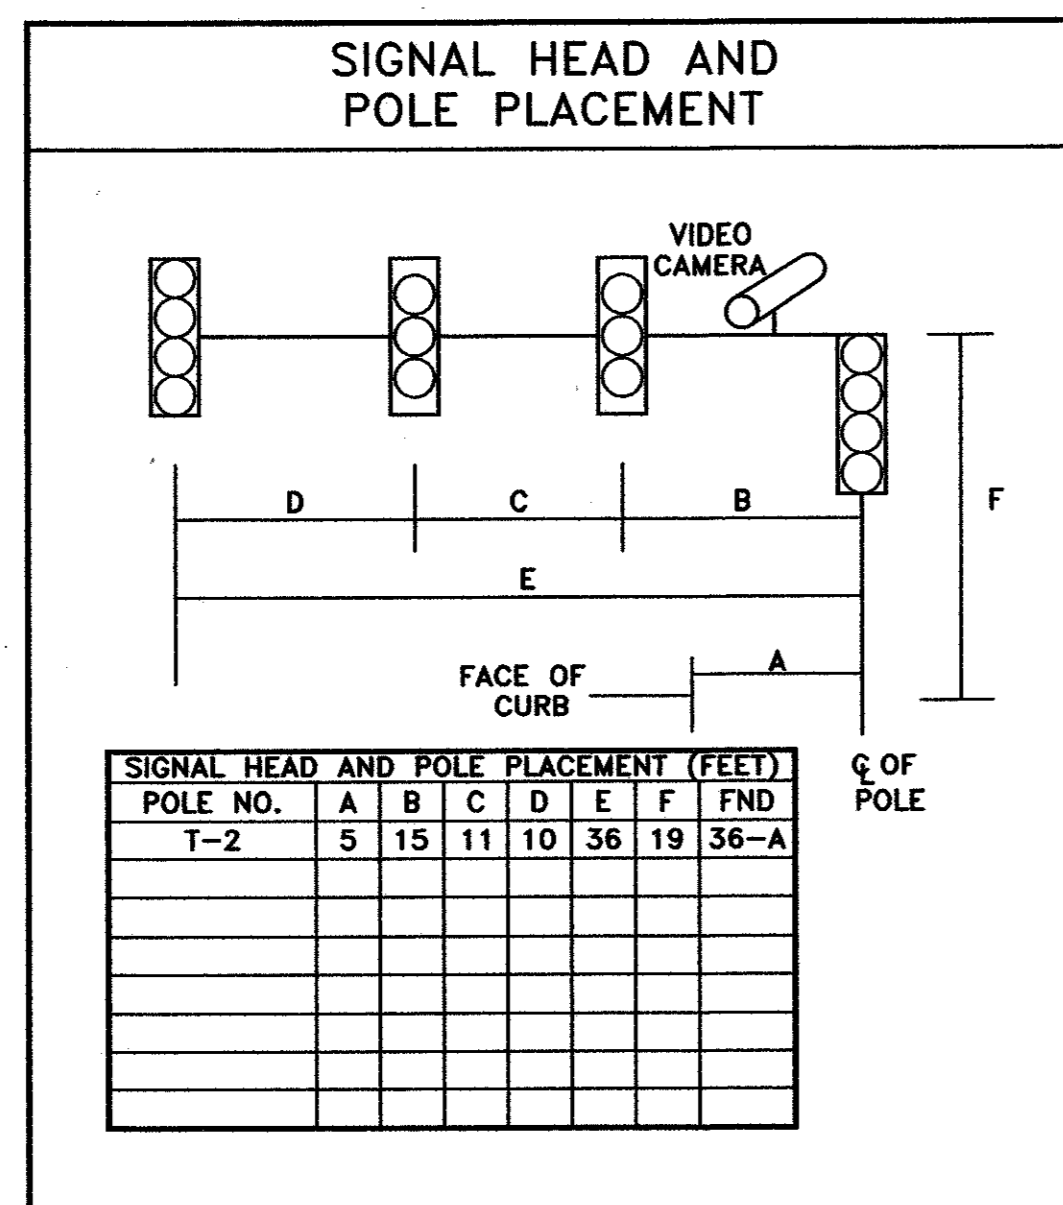 SIGNAL HEAD AND
POLE PLACEMENT
VIDEO
CAMERA
D C B F
E
A
FACE OF
CURB
℄ OF
POLE
SIGNAL HEAD AND POLE PLACEMENT (FEET)
POLE NO. A B C D E F FND
T-2 5 15 11 10 36 19 36-A